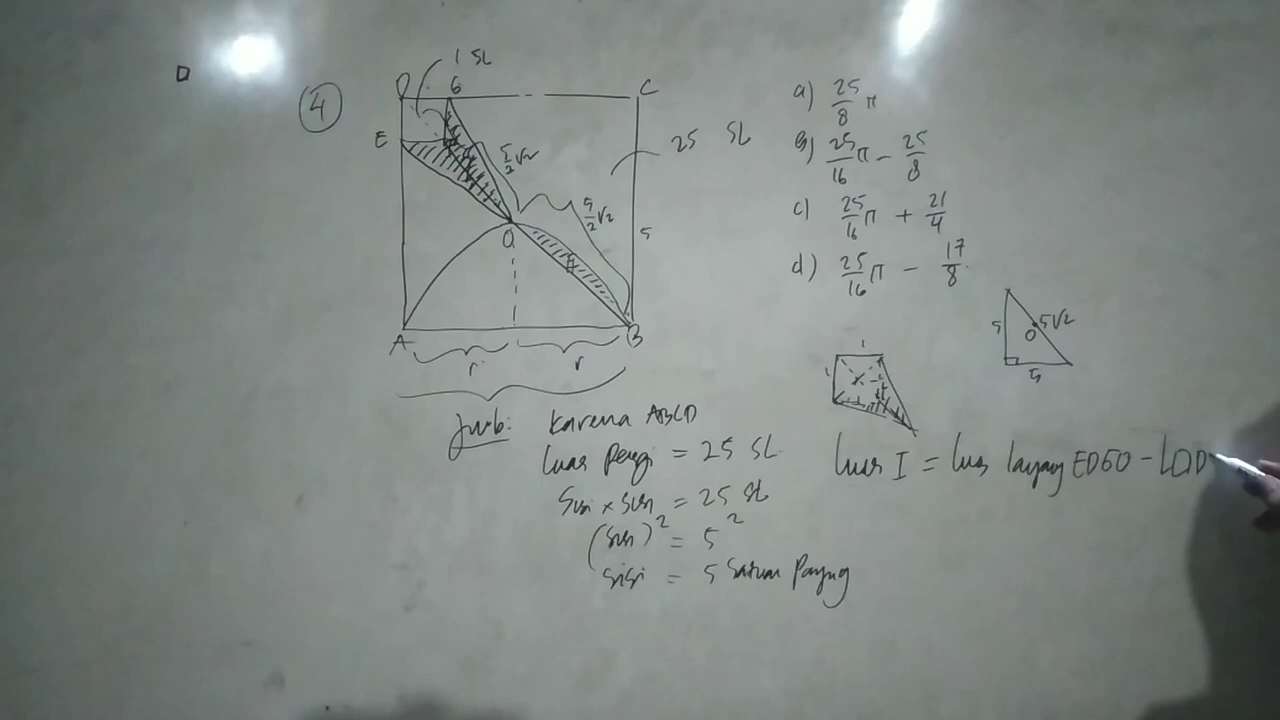 ④
1 SL
D G C
E
5/2 √2
5/2 √2
25 SL
5
O
A B
r r
a) 25/8 π
b) 25/16 π - 25/8
c) 25/16 π + 21/4
d) 25/16 π - 17/8
5 O 5√2
5
1
1
Jwb: Karena ABCD
Luas Persegi = 25 SL
Sisi × Sisi = 25 SL
(Sisi)² = 5²
Sisi = 5 Satuan Panjang
Luas I = Luas layang EDGO - L□D